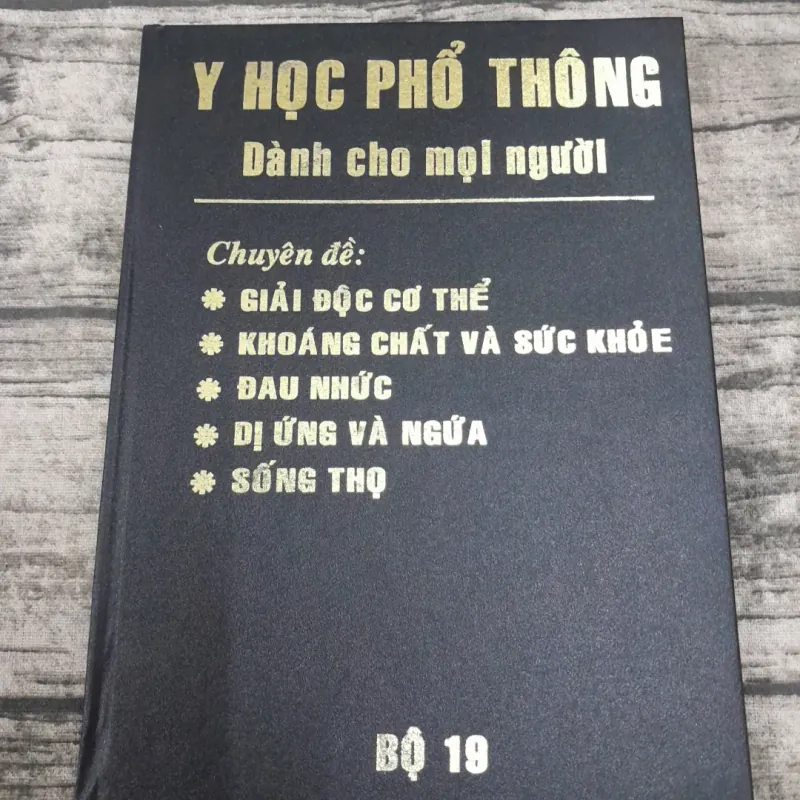 Y HỌC PHỔ THÔNG
Dành cho mọi người
Chuyên đề:
GIẢI ĐỘC CƠ THỂ
KHOÁNG CHẤT VÀ SỨC KHỎE
ĐAU NHỨC
DỊ ỨNG VÀ NGỨA
SỐNG THỌ
BỘ 19